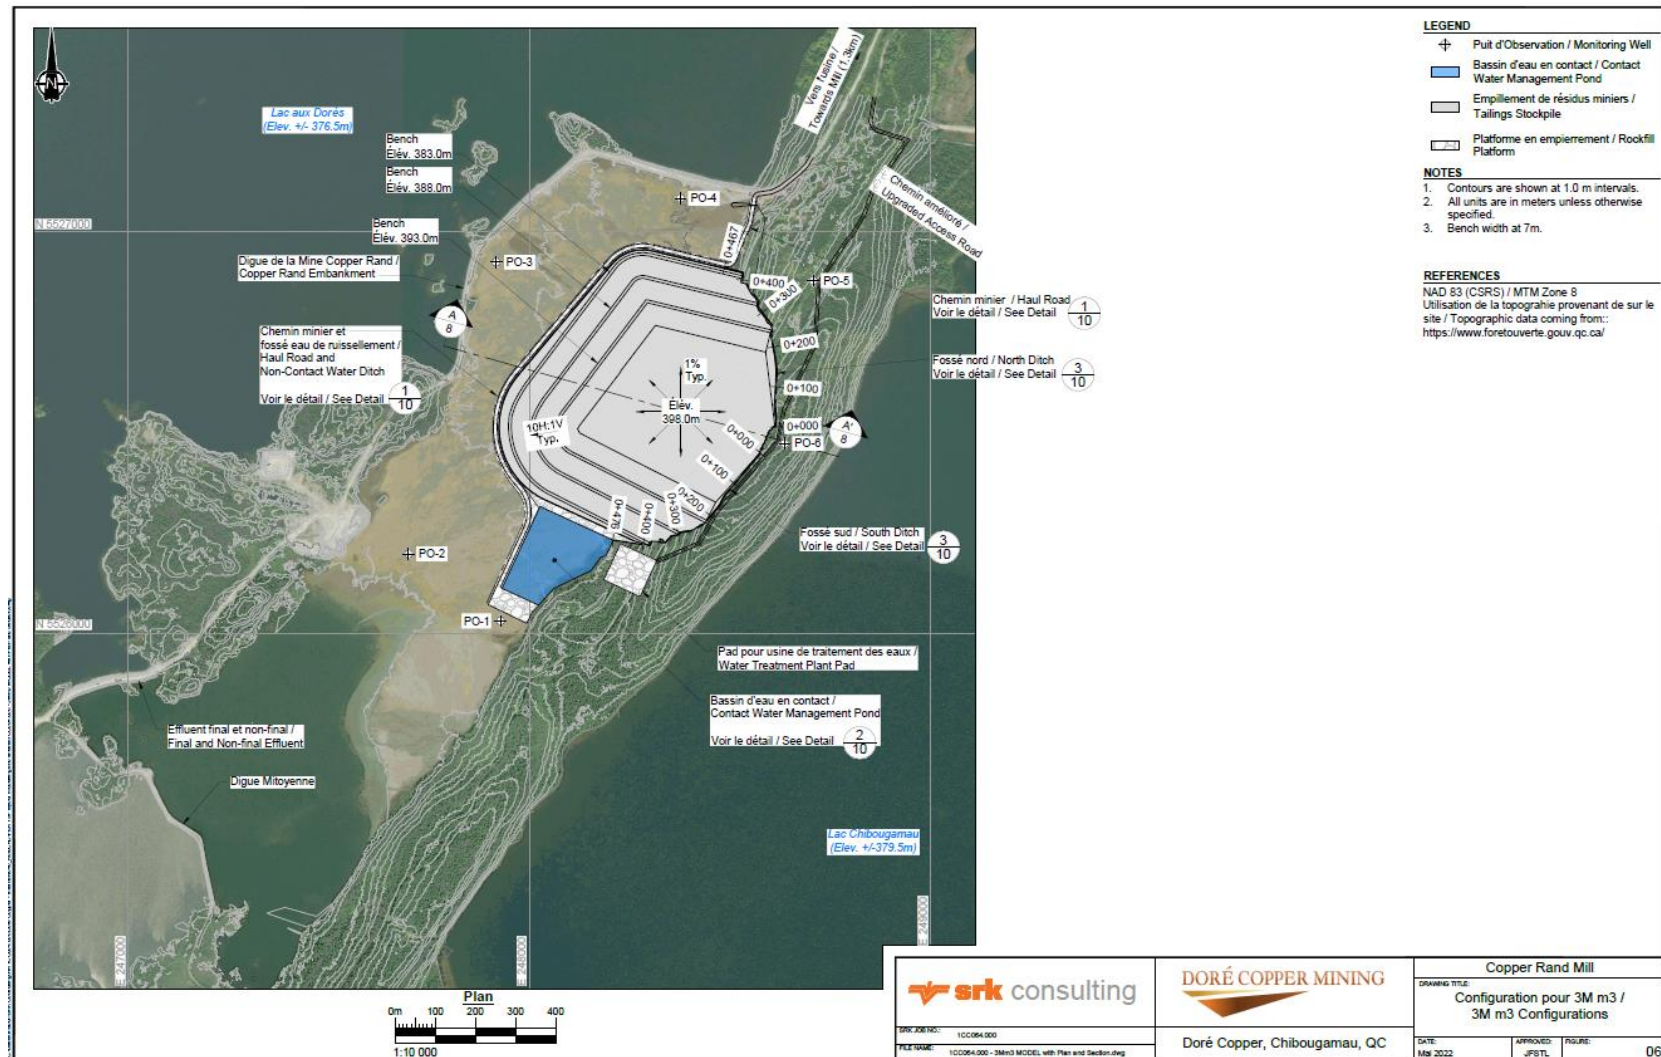 N
Lac aux Dorés
(Elev. +/- 376.5m)
Bench
Élév. 383.0m
Bench
Élév. 388.0m
Bench
Élév. 393.0m
Digue de la Mine Copper Rand /
Copper Rand Embankment
Chemin minier et
fossé eau de ruissellement /
Haul Road and
Non-Contact Water Ditch
Voir le détail / See Detail
1
10
A
8
Vers l'usine /
Towards Mill (1.3km)
Chemin amélioré /
Upgraded Access Road
PO-4
PO-3
PO-5
PO-6
PO-2
PO-1
0+467
0+400
0+300
0+200
0+100
0+000
0+000
0+100
0+200
0+300
0+400
0+476
1%
Typ.
Élev.
398.0m
10H:1V
Typ.
A'
8
Chemin minier / Haul Road
Voir le détail / See Detail
1
10
Fossé nord / North Ditch
Voir le détail / See Detail
3
10
Fossé sud / South Ditch
Voir le détail / See Detail
3
10
Pad pour usine de traitement des eaux /
Water Treatment Plant Pad
Bassin d'eau en contact /
Contact Water Management Pond
Voir le détail / See Detail
2
10
Effluent final et non-final /
Final and Non-final Effluent
Digue Mitoyenne
Lac Chibougamau
(Elev. +/-379.5m)
N 5527000
N 5526000
E 247000
E 248000
E 249000
Plan
0m 100 200 300 400
1:10 000
LEGEND
Puit d'Observation / Monitoring Well
Bassin d'eau en contact / Contact
Water Management Pond
Empillement de résidus miniers /
Tailings Stockpile
Platforme en empierrement / Rockfill
Platform
NOTES
1. Contours are shown at 1.0 m intervals.
2. All units are in meters unless otherwise
specified.
3. Bench width at 7m.
REFERENCES
NAD 83 (CSRS) / MTM Zone 8
Utilisation de la topograhie provenant de sur le
site / Topographic data coming from::
https://www.foretouverte.gouv.qc.ca/
srk consulting
SRK JOB NO.: 1CC064.000
FILE NAME: 1CC064.000 - 3Mm3 MODEL with Plan and Section.dwg
DORÉ COPPER MINING
Doré Copper, Chibougamau, QC
Copper Rand Mill
DRAWING TITLE:
Configuration pour 3M m3 /
3M m3 Configurations
DATE: Mai 2022
APPROVED: JFSTL
FIGURE: 06